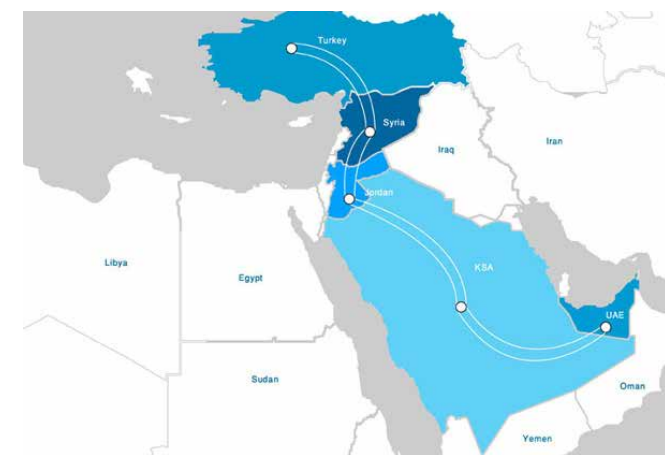 Turkey
Syria
Iraq
Iran
Jordan
Libya
Egypt
KSA
UAE
Sudan
Oman
Yemen